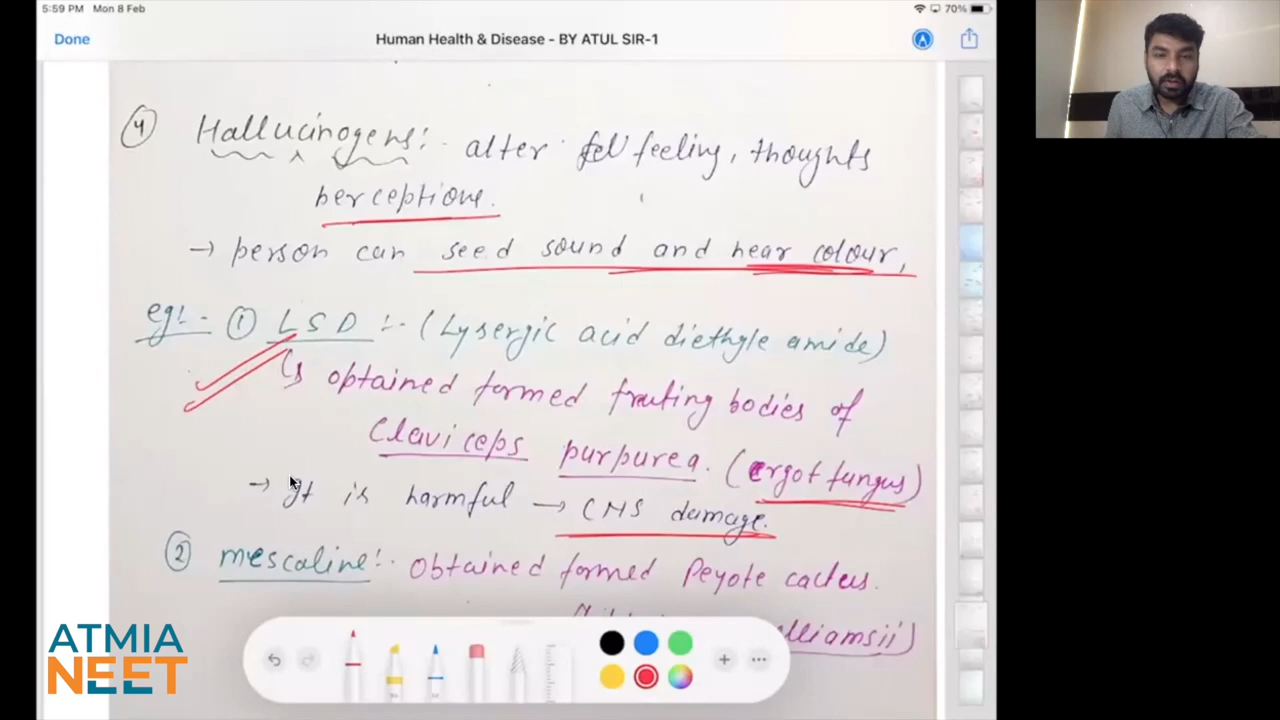 5:59 PM Mon 8 Feb
70%
Done
Human Health & Disease - BY ATUL SIR-1
④ Hallucinogens:- alter feeling, thoughts
perceptions.
→ person can seed sound and hear colour,
eg:- ① LSD :- (Lysergic acid diethyle amide)
↳ obtained formed fruting bodies of
Claviceps purpurea. (Ergot fungus)
→ It is harmful → CNS damage.
② mescaline:- Obtained formed Peyote cactus.
lliamsii)
ATMIA
NEET